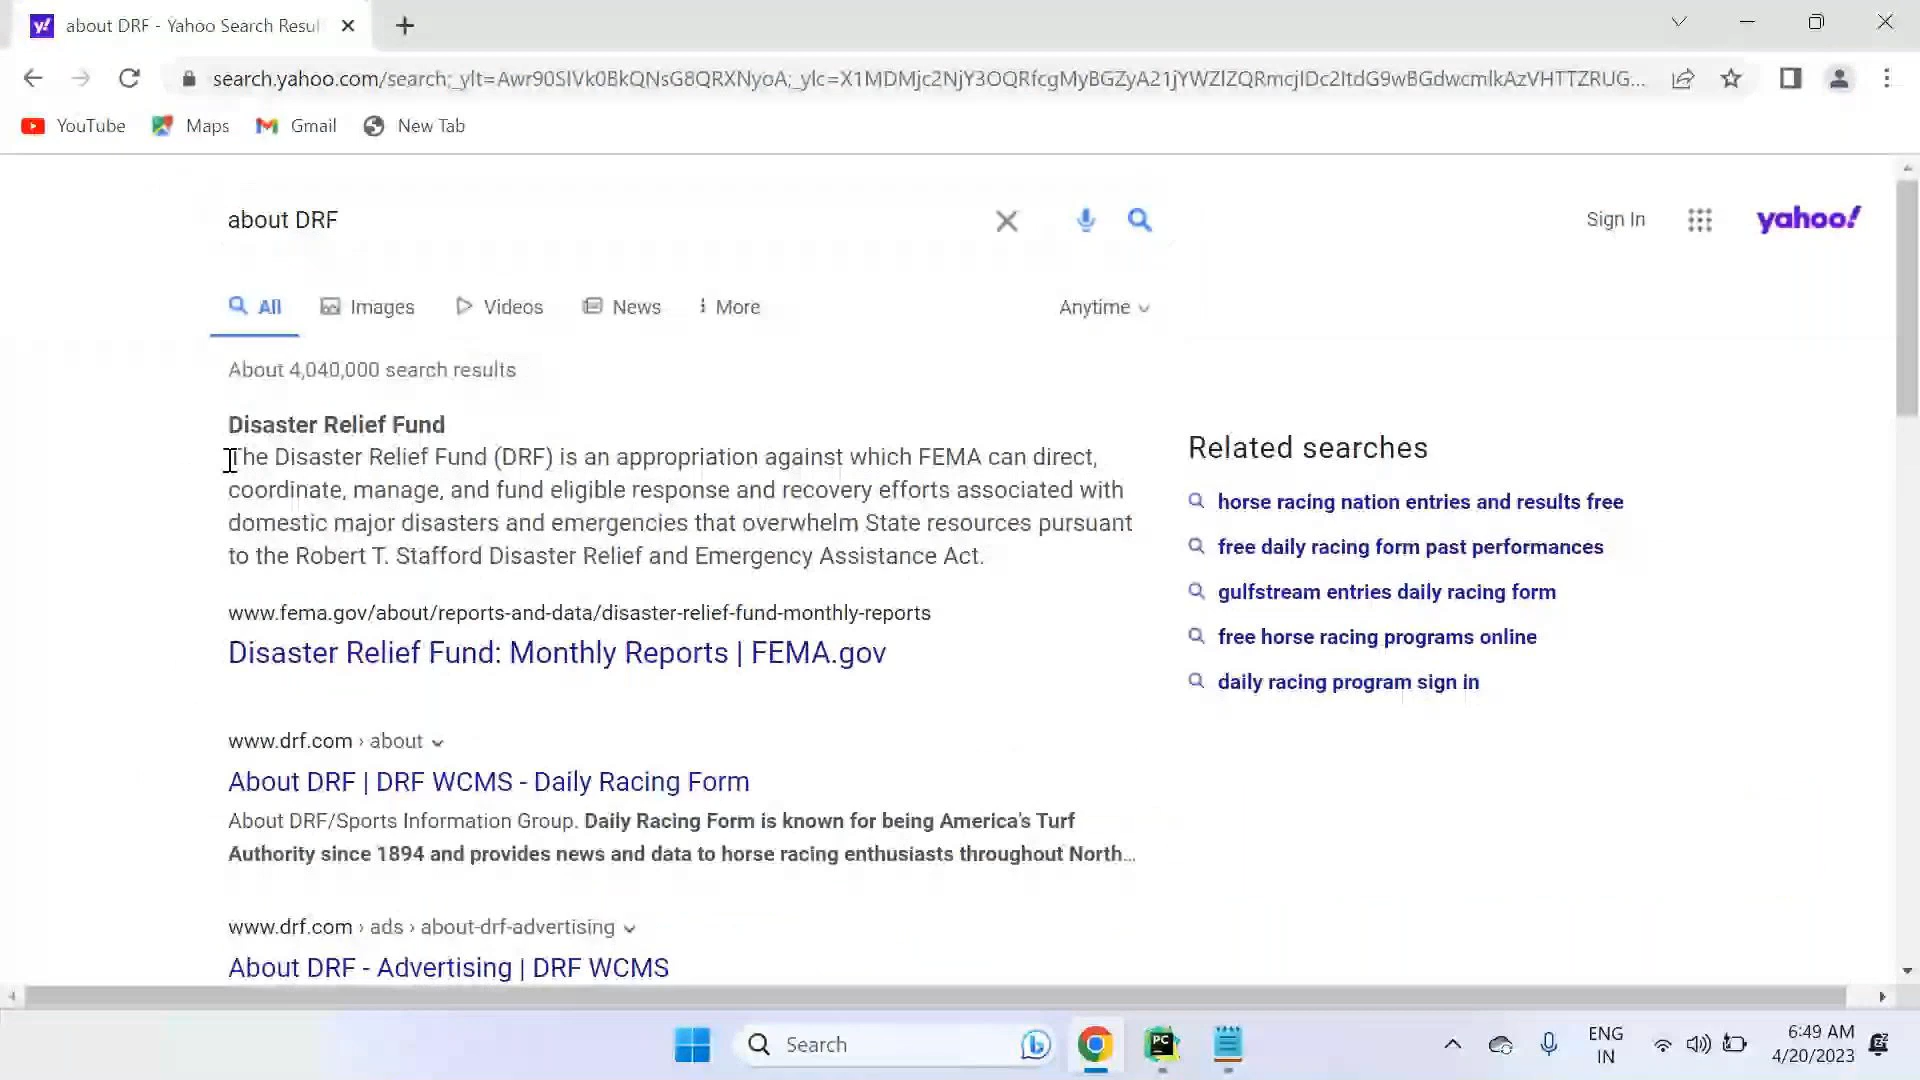 about DRF - Yahoo Search Resul
search.yahoo.com/search;_ylt=Awr90SlVk0BkQNsG8QRXNyoA;_ylc=X1MDMjc2NjY3OQRfcgMyBGZyA21jYWZlZQRmcjIDc2ItdG9wBGdwcmlkAzVHTTZRUG...
YouTube Maps Gmail New Tab
about DRF
Sign In yahoo!
All Images Videos News More Anytime
About 4,040,000 search results
Disaster Relief Fund
The Disaster Relief Fund (DRF) is an appropriation against which FEMA can direct,
coordinate, manage, and fund eligible response and recovery efforts associated with
domestic major disasters and emergencies that overwhelm State resources pursuant
to the Robert T. Stafford Disaster Relief and Emergency Assistance Act.
www.fema.gov/about/reports-and-data/disaster-relief-fund-monthly-reports
Disaster Relief Fund: Monthly Reports | FEMA.gov
www.drf.com › about
About DRF | DRF WCMS - Daily Racing Form
About DRF/Sports Information Group. Daily Racing Form is known for being America's Turf
Authority since 1894 and provides news and data to horse racing enthusiasts throughout North...
www.drf.com › ads › about-drf-advertising
About DRF - Advertising | DRF WCMS
Related searches
horse racing nation entries and results free
free daily racing form past performances
gulfstream entries daily racing form
free horse racing programs online
daily racing program sign in
Search
PC
ENG
IN
6:49 AM
4/20/2023